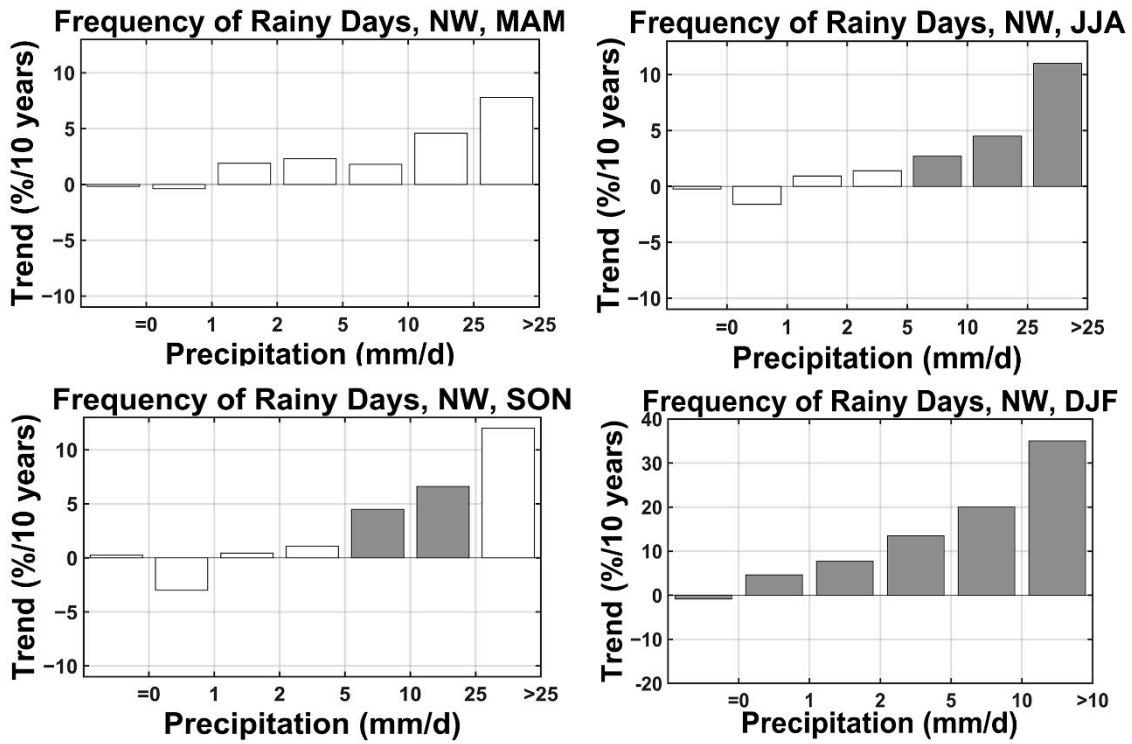 Frequency of Rainy Days, NW, MAM
Trend (%/10 years)
10
5
0
−5
−10
=0 1 2 5 10 25 >25
Precipitation (mm/d)
Frequency of Rainy Days, NW, JJA
Trend (%/10 years)
10
5
0
−5
−10
=0 1 2 5 10 25 >25
Precipitation (mm/d)
Frequency of Rainy Days, NW, SON
Trend (%/10 years)
10
5
0
−5
−10
=0 1 2 5 10 25 >25
Precipitation (mm/d)
Frequency of Rainy Days, NW, DJF
Trend (%/10 years)
40
30
20
10
0
−10
-20
=0 1 2 5 10 >10
Precipitation (mm/d)